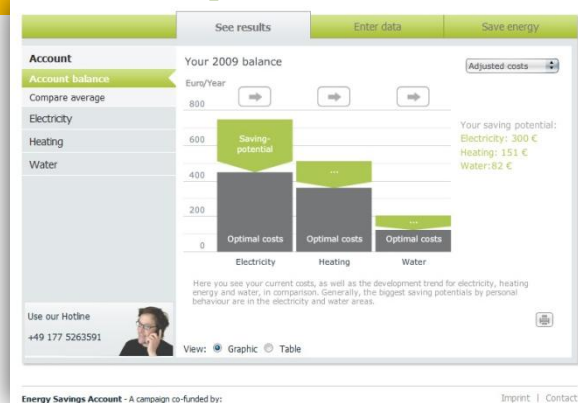 See results
Enter data
Save energy
Account
Account balance
Compare average
Electricity
Heating
Water
Your 2009 balance
Adjusted costs
Euro/Year
800
600
400
200
0
Saving-
potential
...
...
Optimal costs
Optimal costs
Optimal costs
Electricity
Heating
Water
Your saving potential:
Electricity: 300 €
Heating: 151 €
Water:82 €
Here you see your current costs, as well as the development trend for electricity, heating
energy and water, in comparison. Generally, the biggest saving potentials by personal
behaviour are in the electricity and water areas.
Use our Hotline
+49 177 5263591
View:
Graphic
Table
Energy Savings Account - A campaign co-funded by:
Imprint | Contact